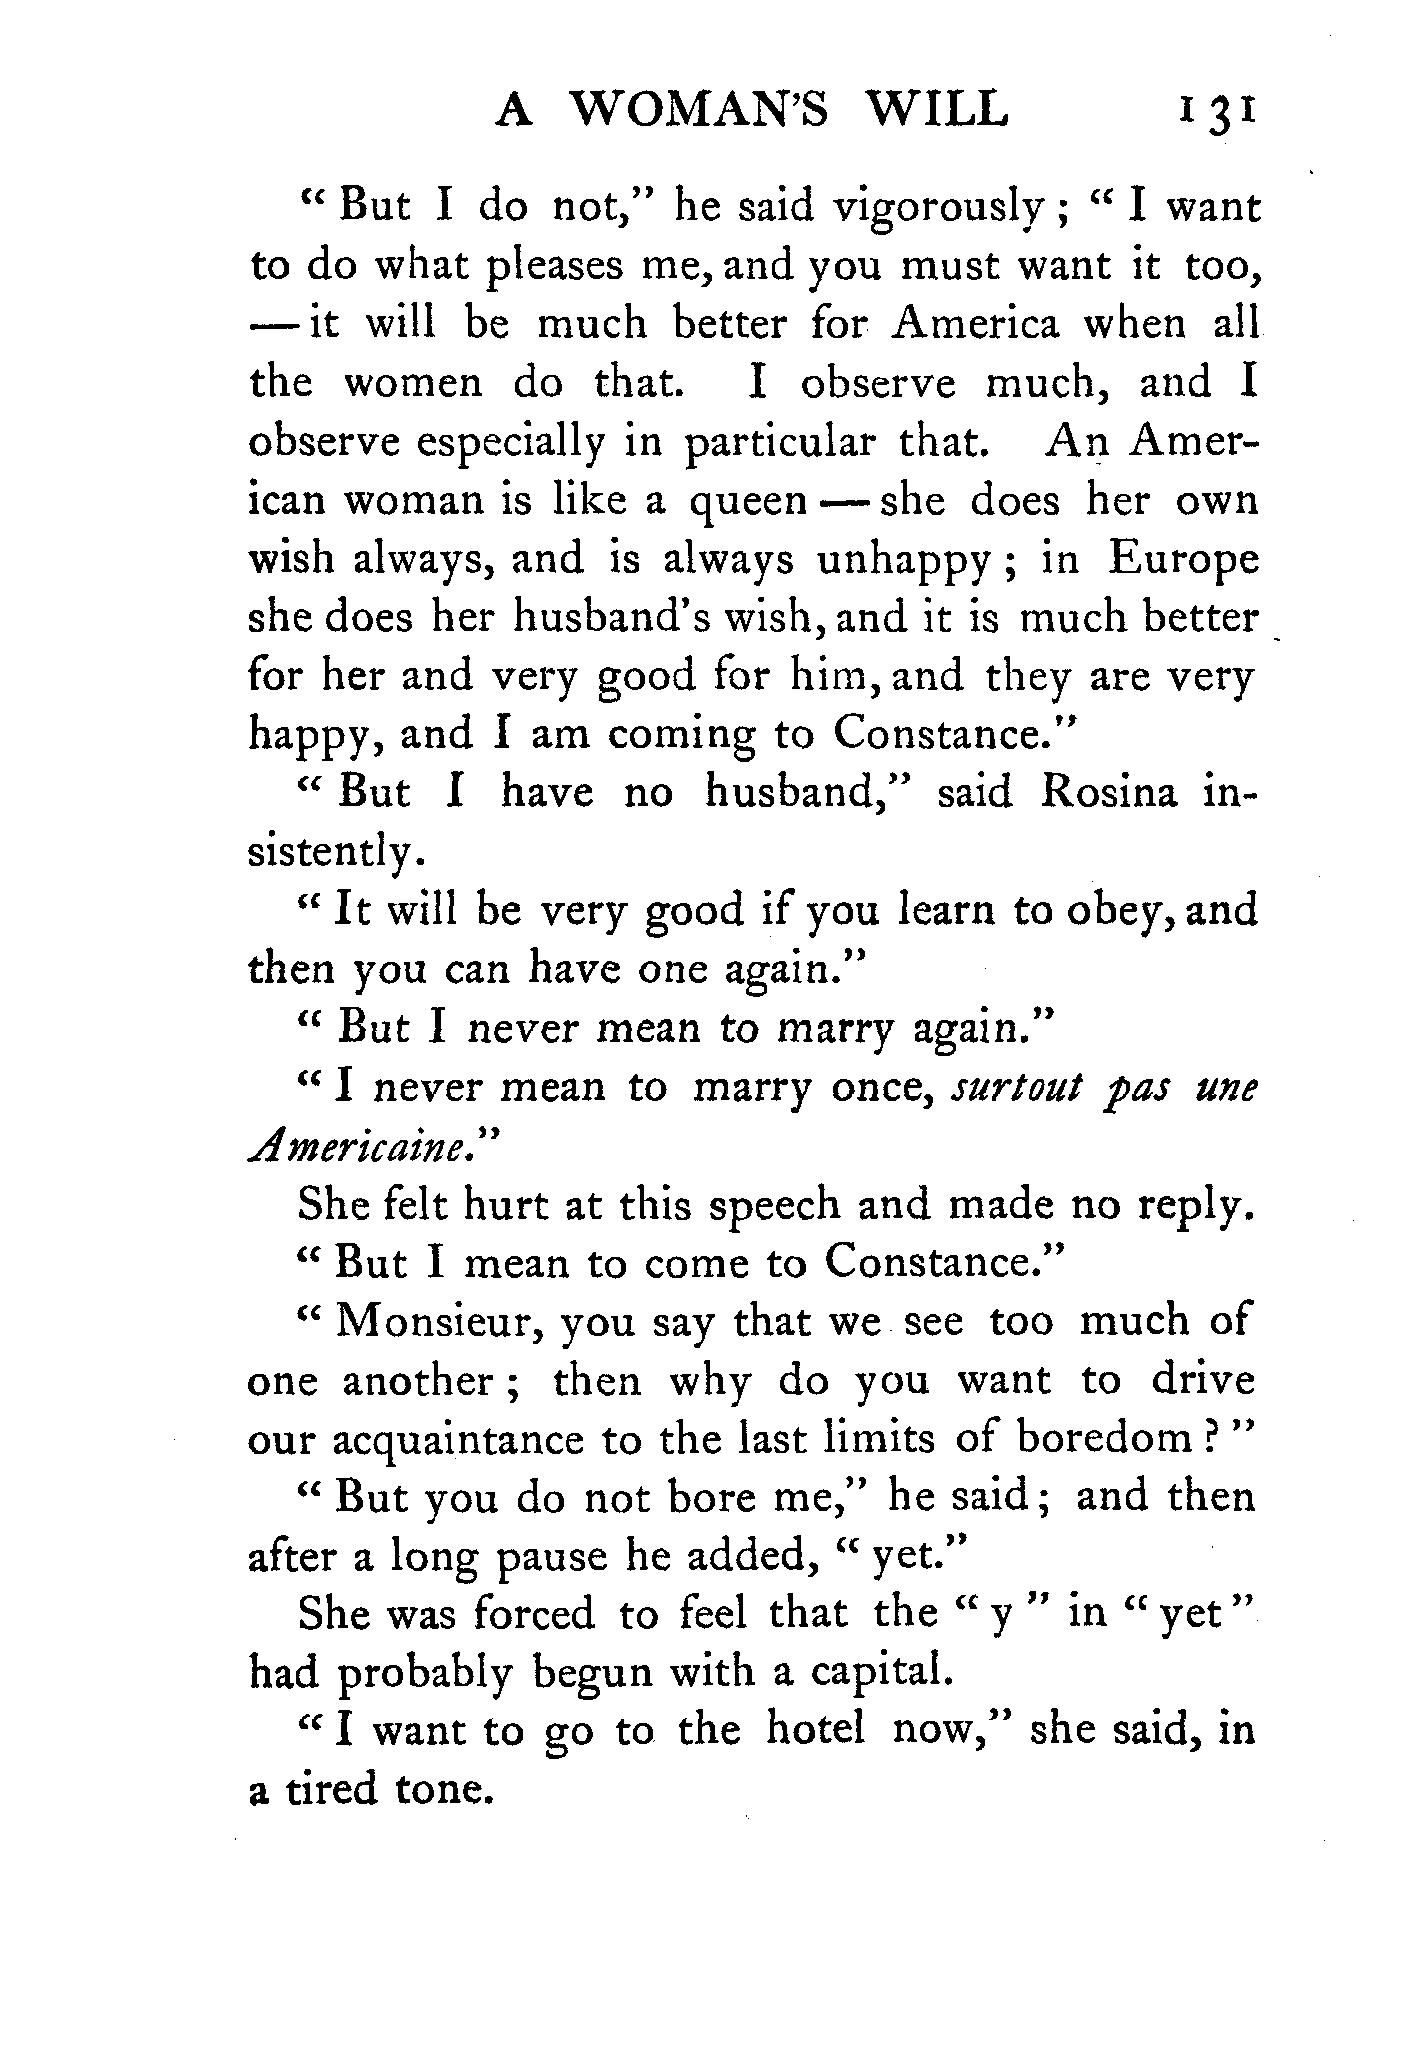 A WOMAN'S WILL 131
“ But I do not,” he said vigorously ; “ I want
to do what pleases me, and you must want it too,
— it will be much better for America when all
the women do that. I observe much, and I
observe especially in particular that. An Amer-
ican woman is like a queen — she does her own
wish always, and is always unhappy ; in Europe
she does her husband's wish, and it is much better
for her and very good for him, and they are very
happy, and I am coming to Constance.”
“ But I have no husband,” said Rosina in-
sistently.
“ It will be very good if you learn to obey, and
then you can have one again.”
“ But I never mean to marry again.”
“ I never mean to marry once, surtout pas une
Americaine.”
She felt hurt at this speech and made no reply.
“ But I mean to come to Constance.”
“ Monsieur, you say that we see too much of
one another ; then why do you want to drive
our acquaintance to the last limits of boredom ? ”
“ But you do not bore me,” he said ; and then
after a long pause he added, “ yet.”
She was forced to feel that the “ y ” in “ yet ”
had probably begun with a capital.
“ I want to go to the hotel now,” she said, in
a tired tone.